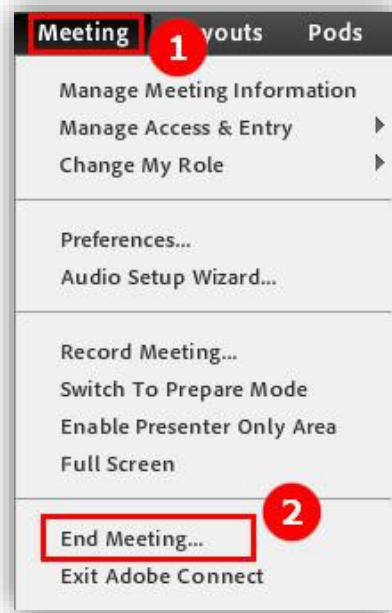 Meeting 1 youts Pods
Manage Meeting Information
Manage Access & Entry
Change My Role
Preferences...
Audio Setup Wizard...
Record Meeting...
Switch To Prepare Mode
Enable Presenter Only Area
Full Screen
2
End Meeting...
Exit Adobe Connect